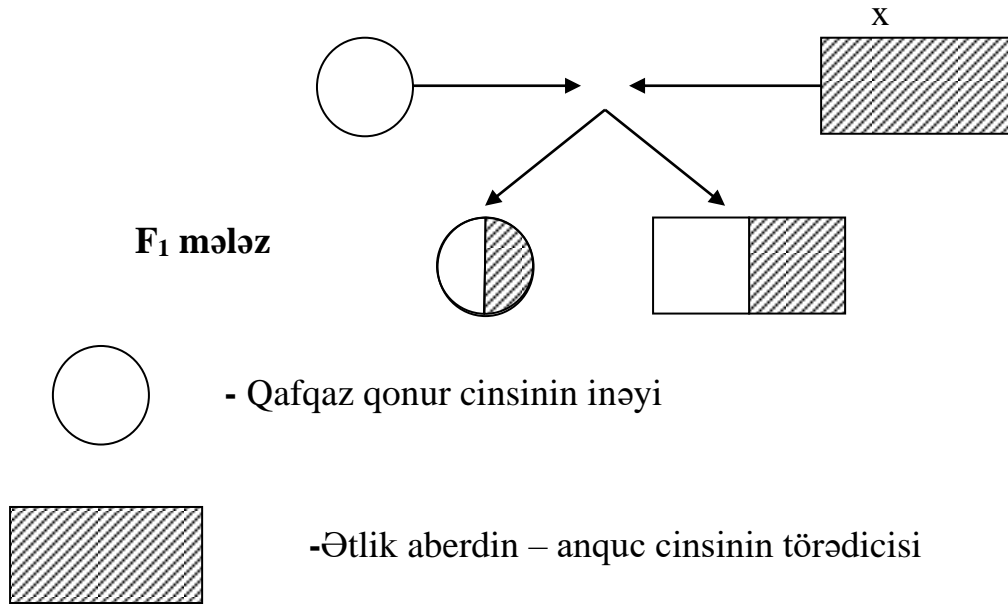 x
F₁ mələz
- Qafqaz qonur cinsinin inəyi
-Ətlik aberdin – anquc cinsinin törədicisi